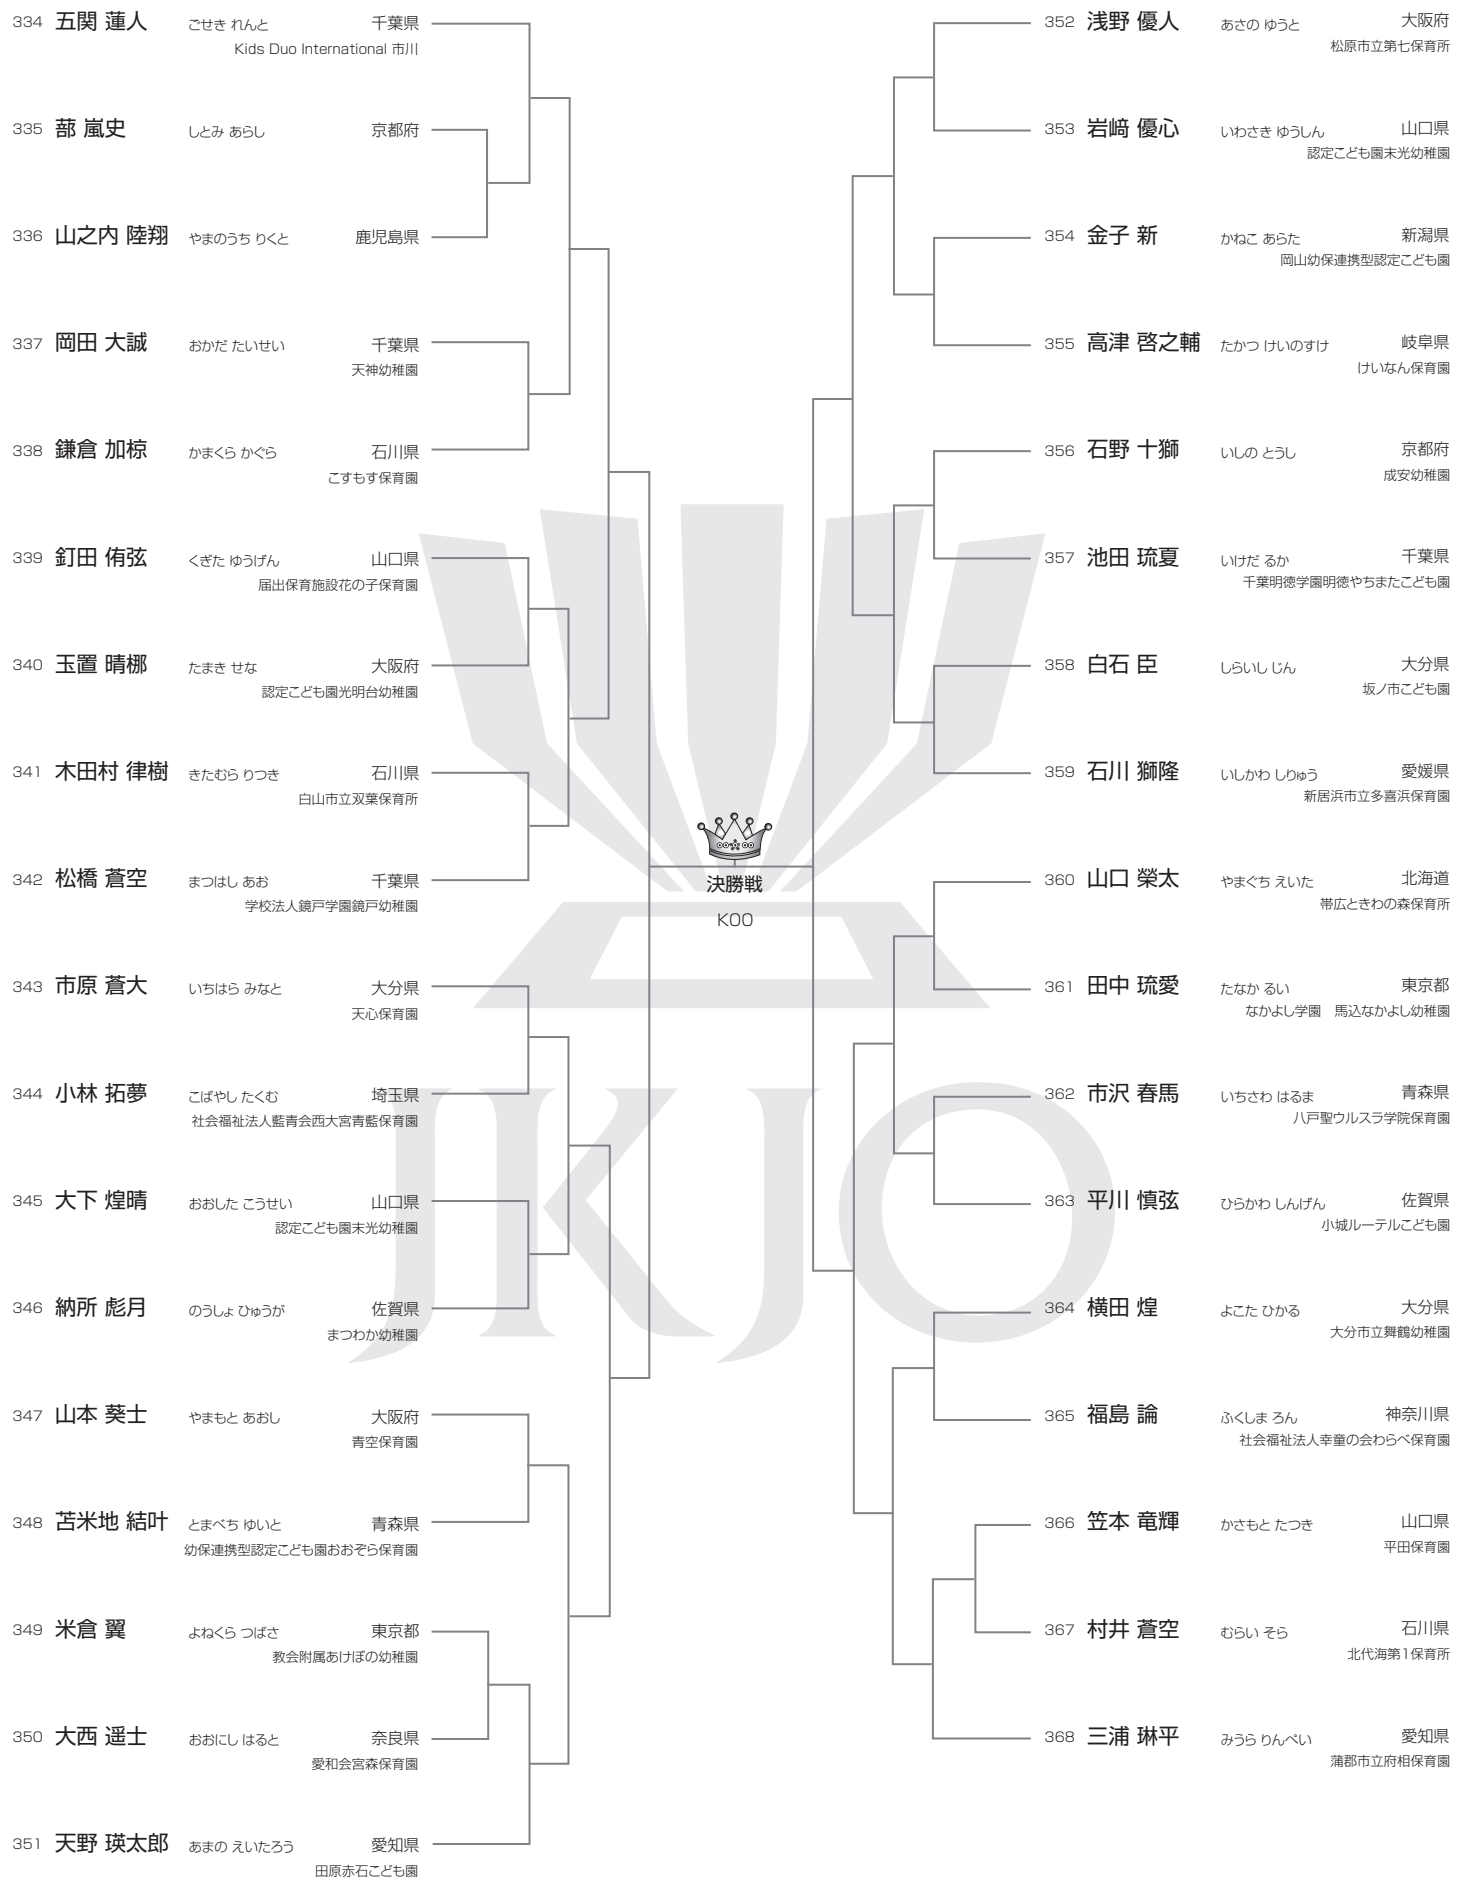 334 五関 蓮人 ごせき れんと 千葉県
Kids Duo International 市川
335 蔀 嵐史 しとみ あらし 京都府
336 山之内 陸翔 やまのうち りくと 鹿児島県
337 岡田 大誠 おかだ たいせい 千葉県
天神幼稚園
338 鎌倉 加椋 かまくら かぐら 石川県
こすもす保育園
339 釘田 侑弦 くぎた ゆうげん 山口県
届出保育施設花の子保育園
340 玉置 晴梛 たまき せな 大阪府
認定こども園光明台幼稚園
341 木田村 律樹 きたむら りつき 石川県
白山市立双葉保育所
342 松橋 蒼空 まつはし あお 千葉県
学校法人鏡戸学園鏡戸幼稚園
343 市原 蒼大 いちはら みなと 大分県
天心保育園
344 小林 拓夢 こばやし たくむ 埼玉県
社会福祉法人藍青会西大宮青藍保育園
345 大下 煌晴 おおした こうせい 山口県
認定こども園末光幼稚園
346 納所 彪月 のうしょ ひゅうが 佐賀県
まつわか幼稚園
347 山本 葵士 やまもと あおし 大阪府
青空保育園
348 苫米地 結叶 とまべち ゆいと 青森県
幼保連携型認定こども園おおぞら保育園
349 米倉 翼 よねくら つばさ 東京都
教会附属あけぼの幼稚園
350 大西 遥士 おおにし はると 奈良県
愛和会宮森保育園
351 天野 瑛太郎 あまの えいたろう 愛知県
田原赤石こども園
決勝戦
K00
JKJO
352 浅野 優人 あさの ゆうと 大阪府
松原市立第七保育所
353 岩﨑 優心 いわさき ゆうしん 山口県
認定こども園末光幼稚園
354 金子 新 かねこ あらた 新潟県
岡山幼保連携型認定こども園
355 高津 啓之輔 たかつ けいのすけ 岐阜県
けいなん保育園
356 石野 十獅 いしの とうし 京都府
成安幼稚園
357 池田 琉夏 いけだ るか 千葉県
千葉明徳学園明徳やちまたこども園
358 白石 臣 しらいし じん 大分県
坂ノ市こども園
359 石川 獅隆 いしかわ しりゅう 愛媛県
新居浜市立多喜浜保育園
360 山口 榮太 やまぐち えいた 北海道
帯広ときわの森保育所
361 田中 琉愛 たなか るい 東京都
なかよし学園　馬込なかよし幼稚園
362 市沢 春馬 いちさわ はるま 青森県
八戸聖ウルスラ学院保育園
363 平川 慎弦 ひらかわ しんげん 佐賀県
小城ルーテルこども園
364 横田 煌 よこた ひかる 大分県
大分市立舞鶴幼稚園
365 福島 論 ふくしま ろん 神奈川県
社会福祉法人幸童の会わらべ保育園
366 笠本 竜輝 かさもと たつき 山口県
平田保育園
367 村井 蒼空 むらい そら 石川県
北代海第1保育所
368 三浦 琳平 みうら りんぺい 愛知県
蒲郡市立府相保育園